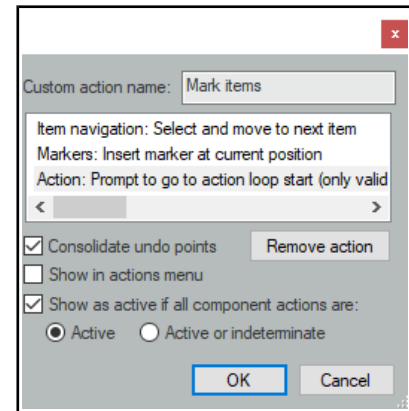 x
Custom action name: Mark items
Item navigation: Select and move to next item
Markers: Insert marker at current position
Action: Prompt to go to action loop start (only valid
Consolidate undo points Remove action
Show in actions menu
Show as active if all component actions are:
Active Active or indeterminate
OK Cancel